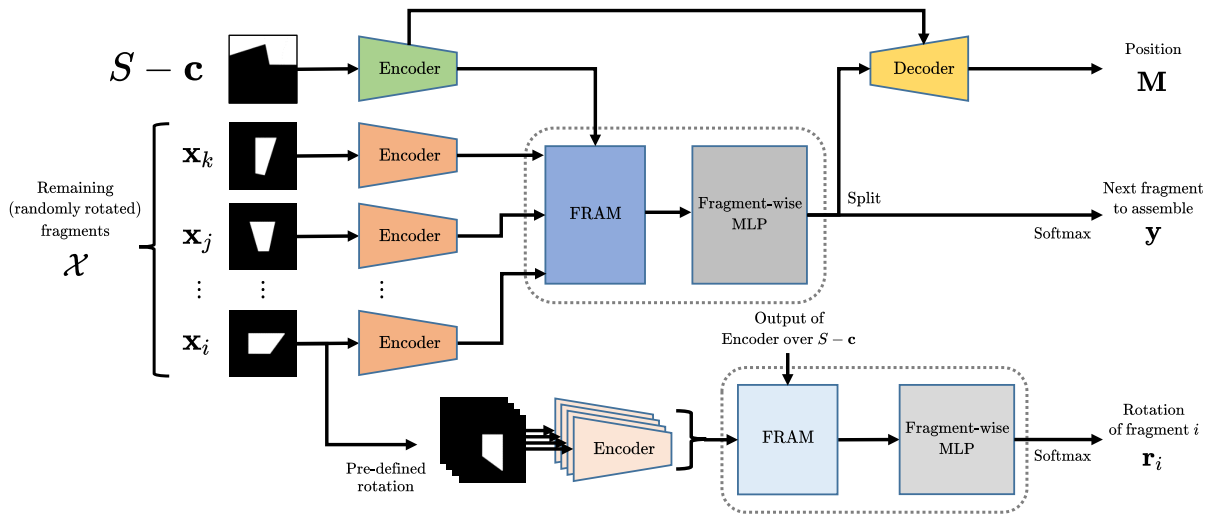 S − c
Encoder
Decoder
Position
M
Remaining
(randomly rotated)
fragments
𝒳
x_k
Encoder
x_j
Encoder
⋮ ⋮ ⋮
x_i
Encoder
FRAM
Fragment-wise
MLP
Split
Softmax
Next fragment
to assemble
y
Output of
Encoder over S − c
Pre-defined
rotation
Encoder
FRAM
Fragment-wise
MLP
Softmax
Rotation
of fragment i
r_i